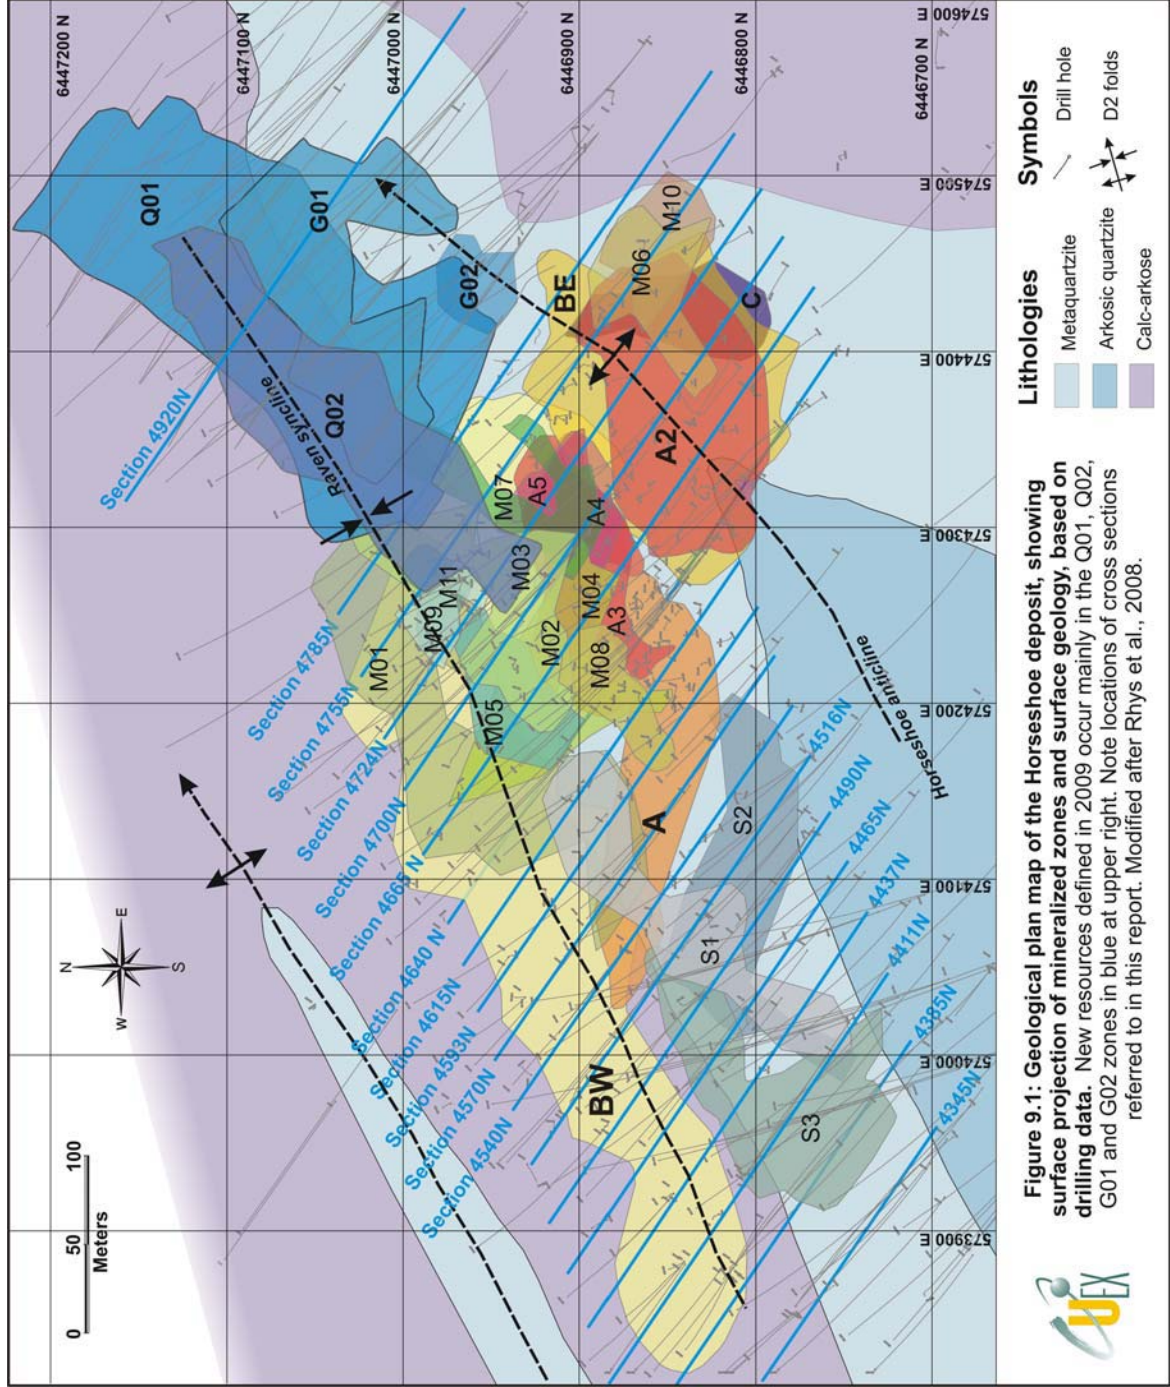 6447200 N
6447100 N
6447000 N
6446900 N
6446800 N
6446700 N
573900 E
574000 E
574100 E
574200 E
574300 E
574400 E
574500 E
574600 E
N
E
S
W
0 50 100
Meters
Section 4920N
Section 4785N
Section 4755N
Section 4724N
Section 4700N
Section 4665 N
Section 4640 N
Section 4615N
Section 4593N
Section 4570N
Section 4540N
4516N
4490N
4465N
4437N
4411N
4385N
4345N
Raven syncline
Horseshoe anticline
Q01
Q02
G01
G02
BE
BW
A
A2
A3
A4
A5
C
M01
M02
M03
M04
M05
M06
M07
M08
M09
M10
M11
S1
S2
S3
UEX
Figure 9.1: Geological plan map of the Horseshoe deposit, showing
surface projection of mineralized zones and surface geology, based on
drilling data. New resources defined in 2009 occur mainly in the Q01, Q02,
G01 and G02 zones in blue at upper right. Note locations of cross sections
referred to in this report. Modified after Rhys et al., 2008.
Lithologies
Metaquartzite
Arkosic quartzite
Calc-arkose
Symbols
Drill hole
D2 folds